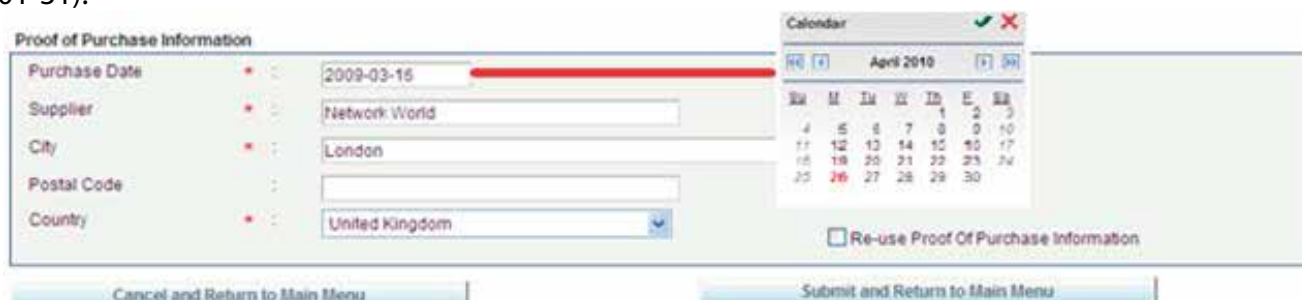 01-31).
Proof of Purchase Information
Purchase Date * : 2009-03-16
Supplier * : Network World
City * : London
Postal Code :
Country * : United Kingdom
Calendar
April 2010
Su M Tu W Th F Sa
1 2 3
4 5 6 7 8 9 10
11 12 13 14 15 16 17
18 19 20 21 22 23 24
25 26 27 28 29 30
Re-use Proof Of Purchase Information
Cancel and Return to Main Menu
Submit and Return to Main Menu